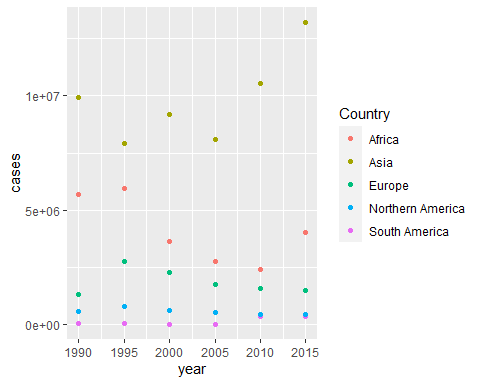 1e+07
5e+06
0e+00
cases
1990 1995 2000 2005 2010 2015
year
Country
Africa
Asia
Europe
Northern America
South America